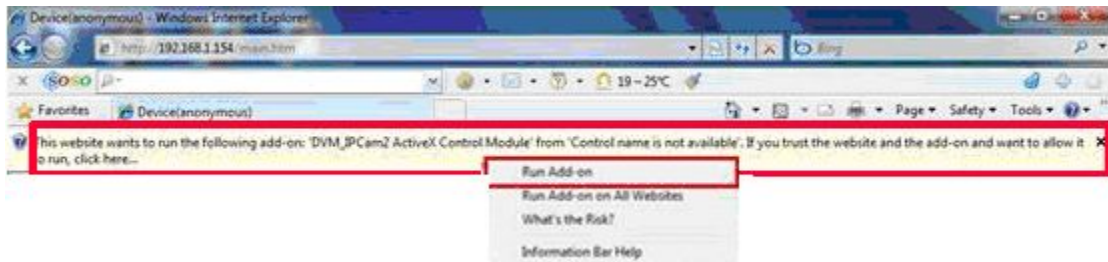 Device(anonymous) - Windows Internet Explorer
http://192.168.1.154/main.htm
Bing
SOSO
19~25℃
Favorites Device(anonymous) Page Safety Tools
This website wants to run the following add-on: 'DVM_IPCam2 ActiveX Control Module' from 'Control name is not available'. If you trust the website and the add-on and want to allow it
to run, click here...
Run Add-on
Run Add-on on All Websites
What's the Risk?
Information Bar Help